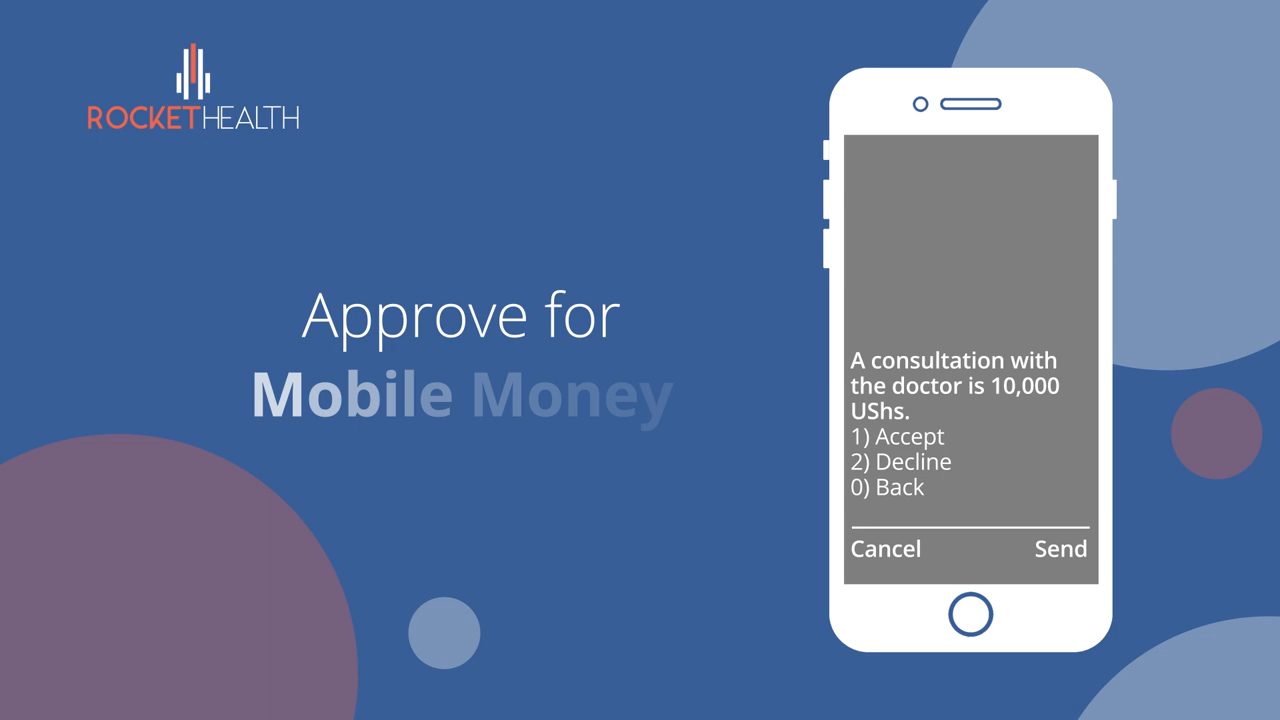 ROCKETHEALTH
Approve for
Mobile Money
A consultation with
the doctor is 10,000
UShs.
1) Accept
2) Decline
0) Back
Cancel Send